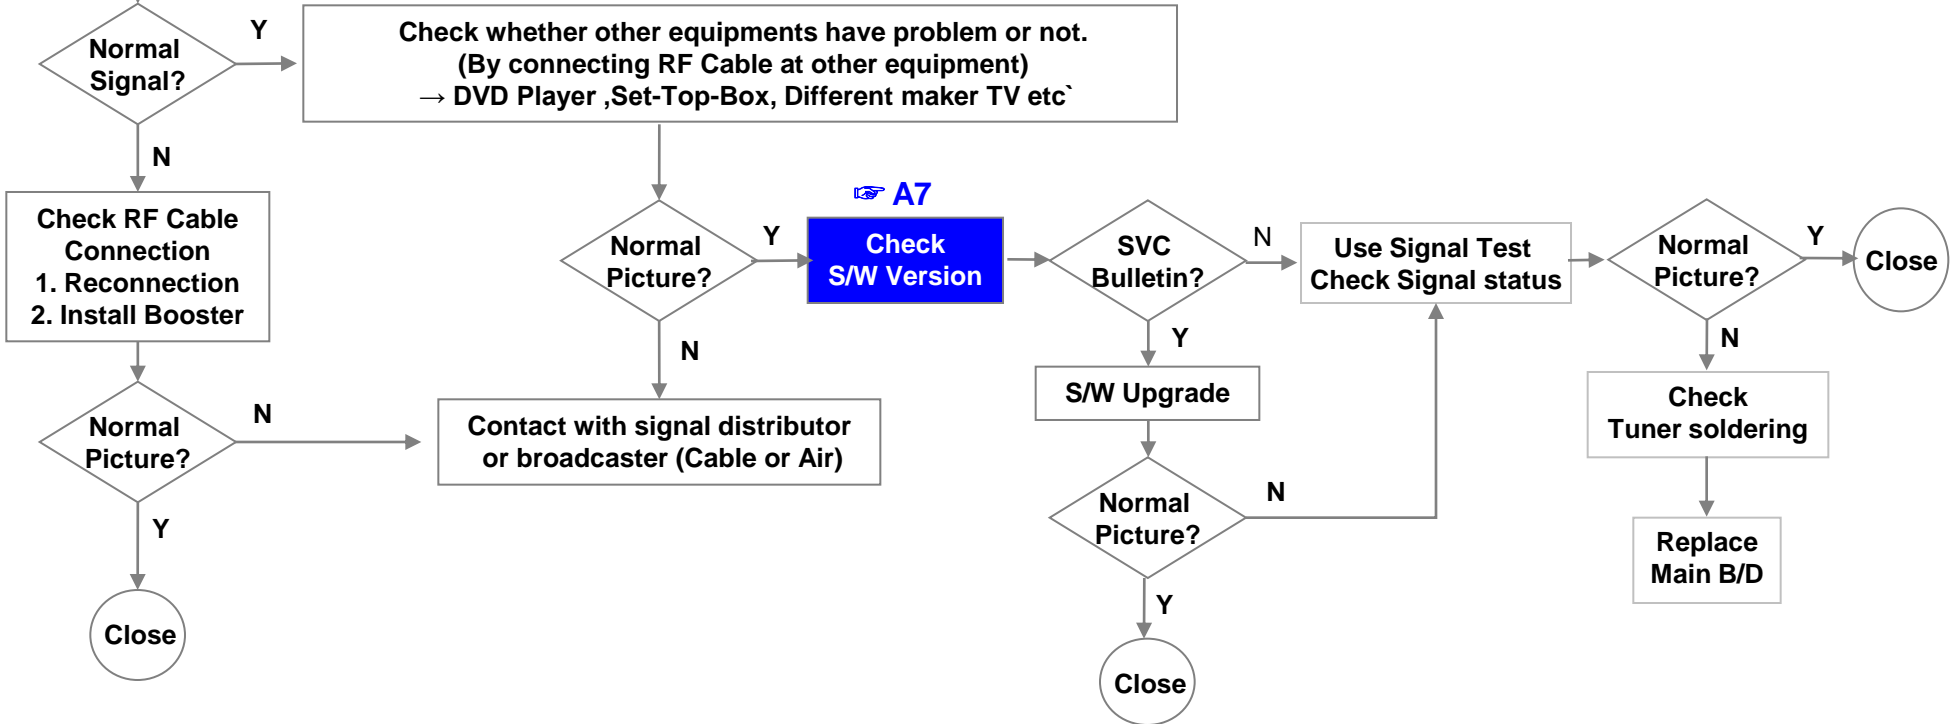 Normal
Signal?
Y
Check whether other equipments have problem or not.
(By connecting RF Cable at other equipment)
→ DVD Player ,Set-Top-Box, Different maker TV etc`
N
Check RF Cable
Connection
1. Reconnection
2. Install Booster
Normal
Picture?
N
Y
Close
Normal
Picture?
Y
N
Contact with signal distributor
or broadcaster (Cable or Air)
☞ A7
Check
S/W Version
SVC
Bulletin?
N
Y
S/W Upgrade
Normal
Picture?
N
Y
Close
Use Signal Test
Check Signal status
Normal
Picture?
Y
Close
N
Check
Tuner soldering
Replace
Main B/D